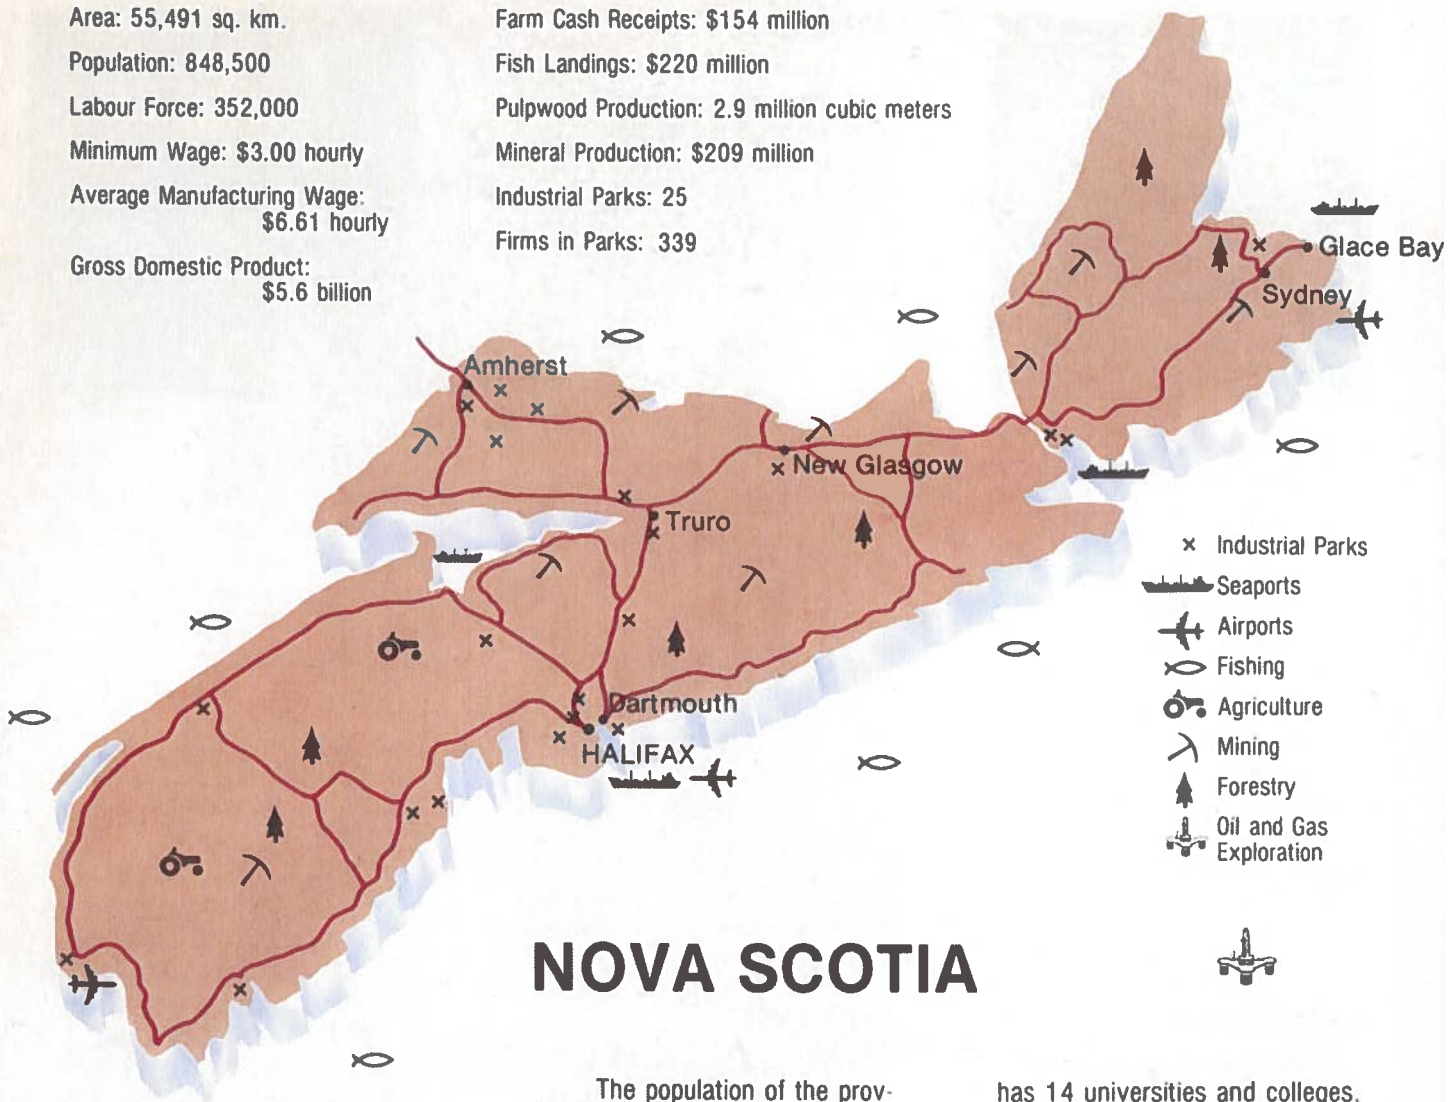 Area: 55,491 sq. km.
Population: 848,500
Labour Force: 352,000
Minimum Wage: $3.00 hourly
Average Manufacturing Wage:
$6.61 hourly
Gross Domestic Product:
$5.6 billion
Farm Cash Receipts: $154 million
Fish Landings: $220 million
Pulpwood Production: 2.9 million cubic meters
Mineral Production: $209 million
Industrial Parks: 25
Firms in Parks: 339
Glace Bay
Sydney
Amherst
New Glasgow
Truro
Dartmouth
HALIFAX
Industrial Parks
Seaports
Airports
Fishing
Agriculture
Mining
Forestry
Oil and Gas
Exploration
NOVA SCOTIA
The population of the prov-
has 14 universities and colleges,